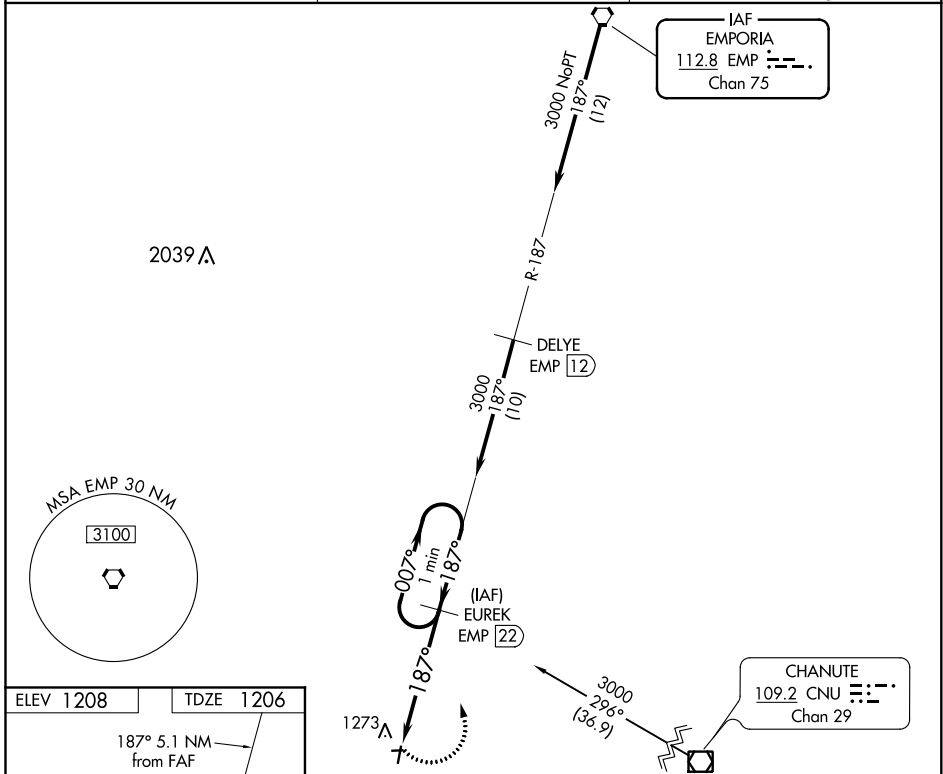 IAF
EMPORIA
112.8 EMP
Chan 75
3000 NoPT
187°
(12)
2039
R-187
DELYE
EMP 12
3000
187°
(10)
MSA EMP 30 NM
3100
007°
1 min
187°
(IAF)
EUREK
EMP 22
187°
3000
296°
(36.9)
CHANUTE
109.2 CNU
Chan 29
1273
ELEV 1208
TDZE 1206
187° 5.1 NM
from FAF